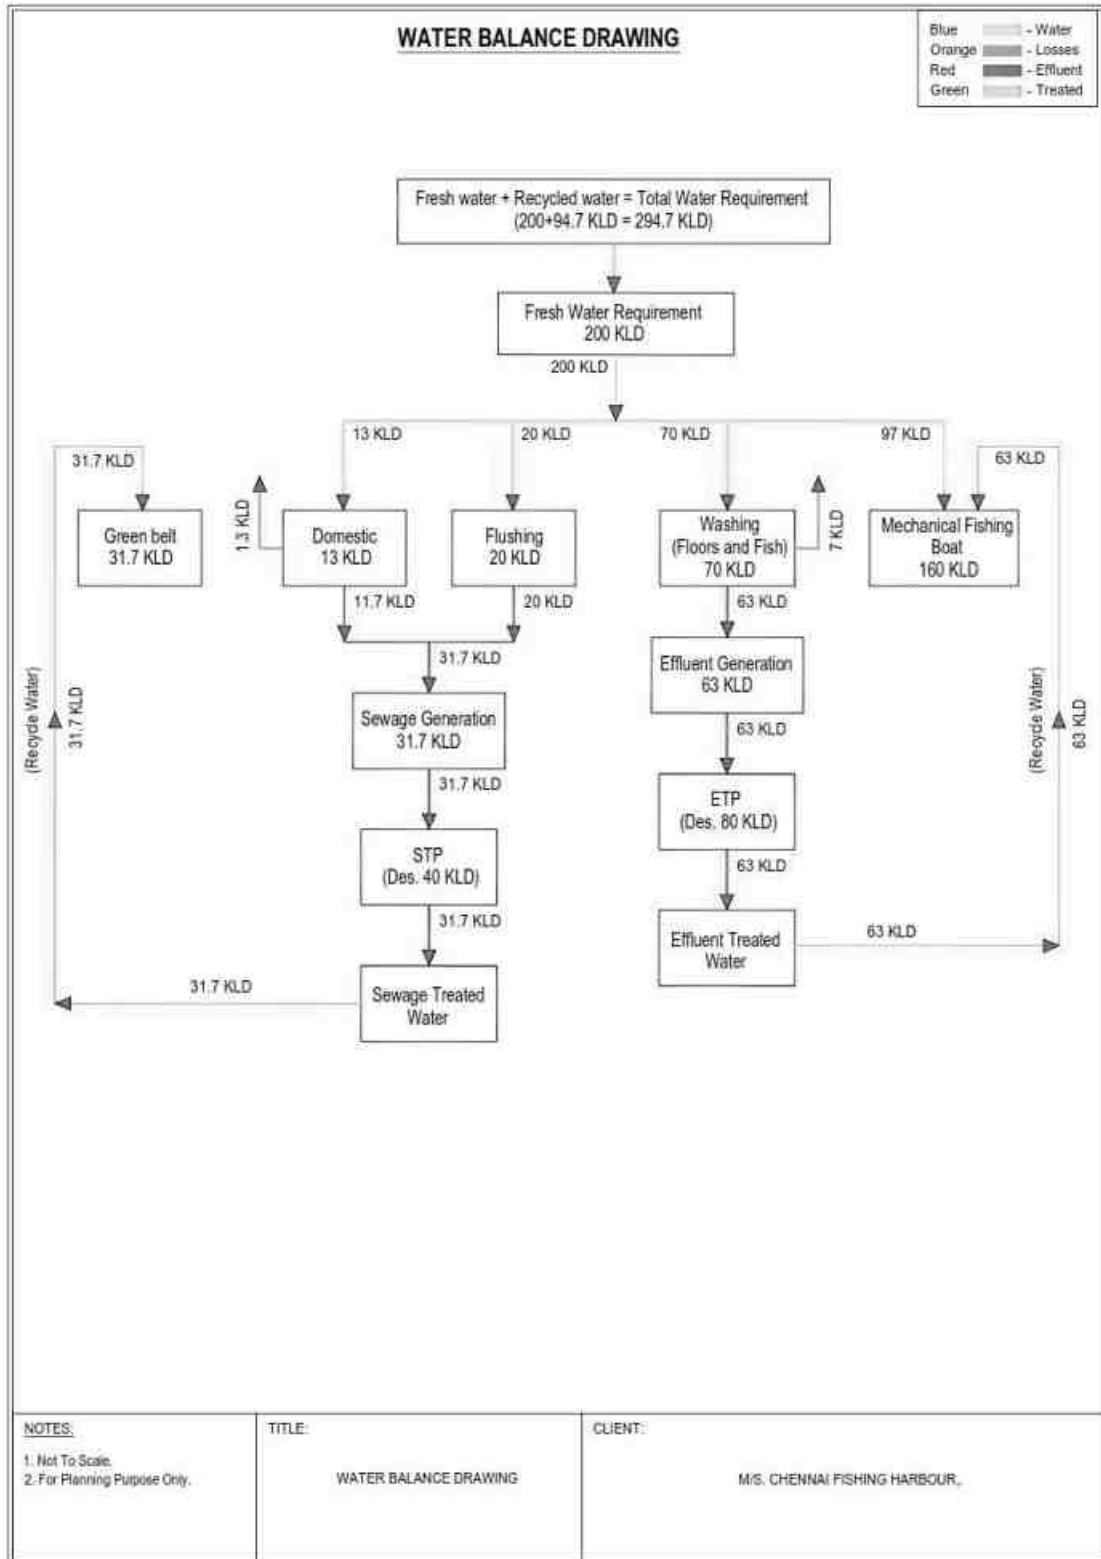 WATER BALANCE DRAWING
Blue - Water
Orange - Losses
Red - Effluent
Green - Treated
Fresh water + Recycled water = Total Water Requirement
(200+94.7 KLD = 294.7 KLD)
Fresh Water Requirement
200 KLD
200 KLD
13 KLD
20 KLD
70 KLD
97 KLD
31.7 KLD
63 KLD
1.3 KLD
7 KLD
Green belt
31.7 KLD
Domestic
13 KLD
Flushing
20 KLD
Washing
(Floors and Fish)
70 KLD
Mechanical Fishing
Boat
160 KLD
11.7 KLD
20 KLD
63 KLD
31.7 KLD
Effluent Generation
63 KLD
Sewage Generation
31.7 KLD
63 KLD
(Recycle Water)
31.7 KLD
(Recycle Water)
63 KLD
31.7 KLD
ETP
(Des. 80 KLD)
STP
(Des. 40 KLD)
63 KLD
31.7 KLD
Effluent Treated
Water
63 KLD
31.7 KLD
Sewage Treated
Water
NOTES:
1. Not To Scale.
2. For Planning Purpose Only.
TITLE:
WATER BALANCE DRAWING
CLIENT:
M/S. CHENNAI FISHING HARBOUR,.